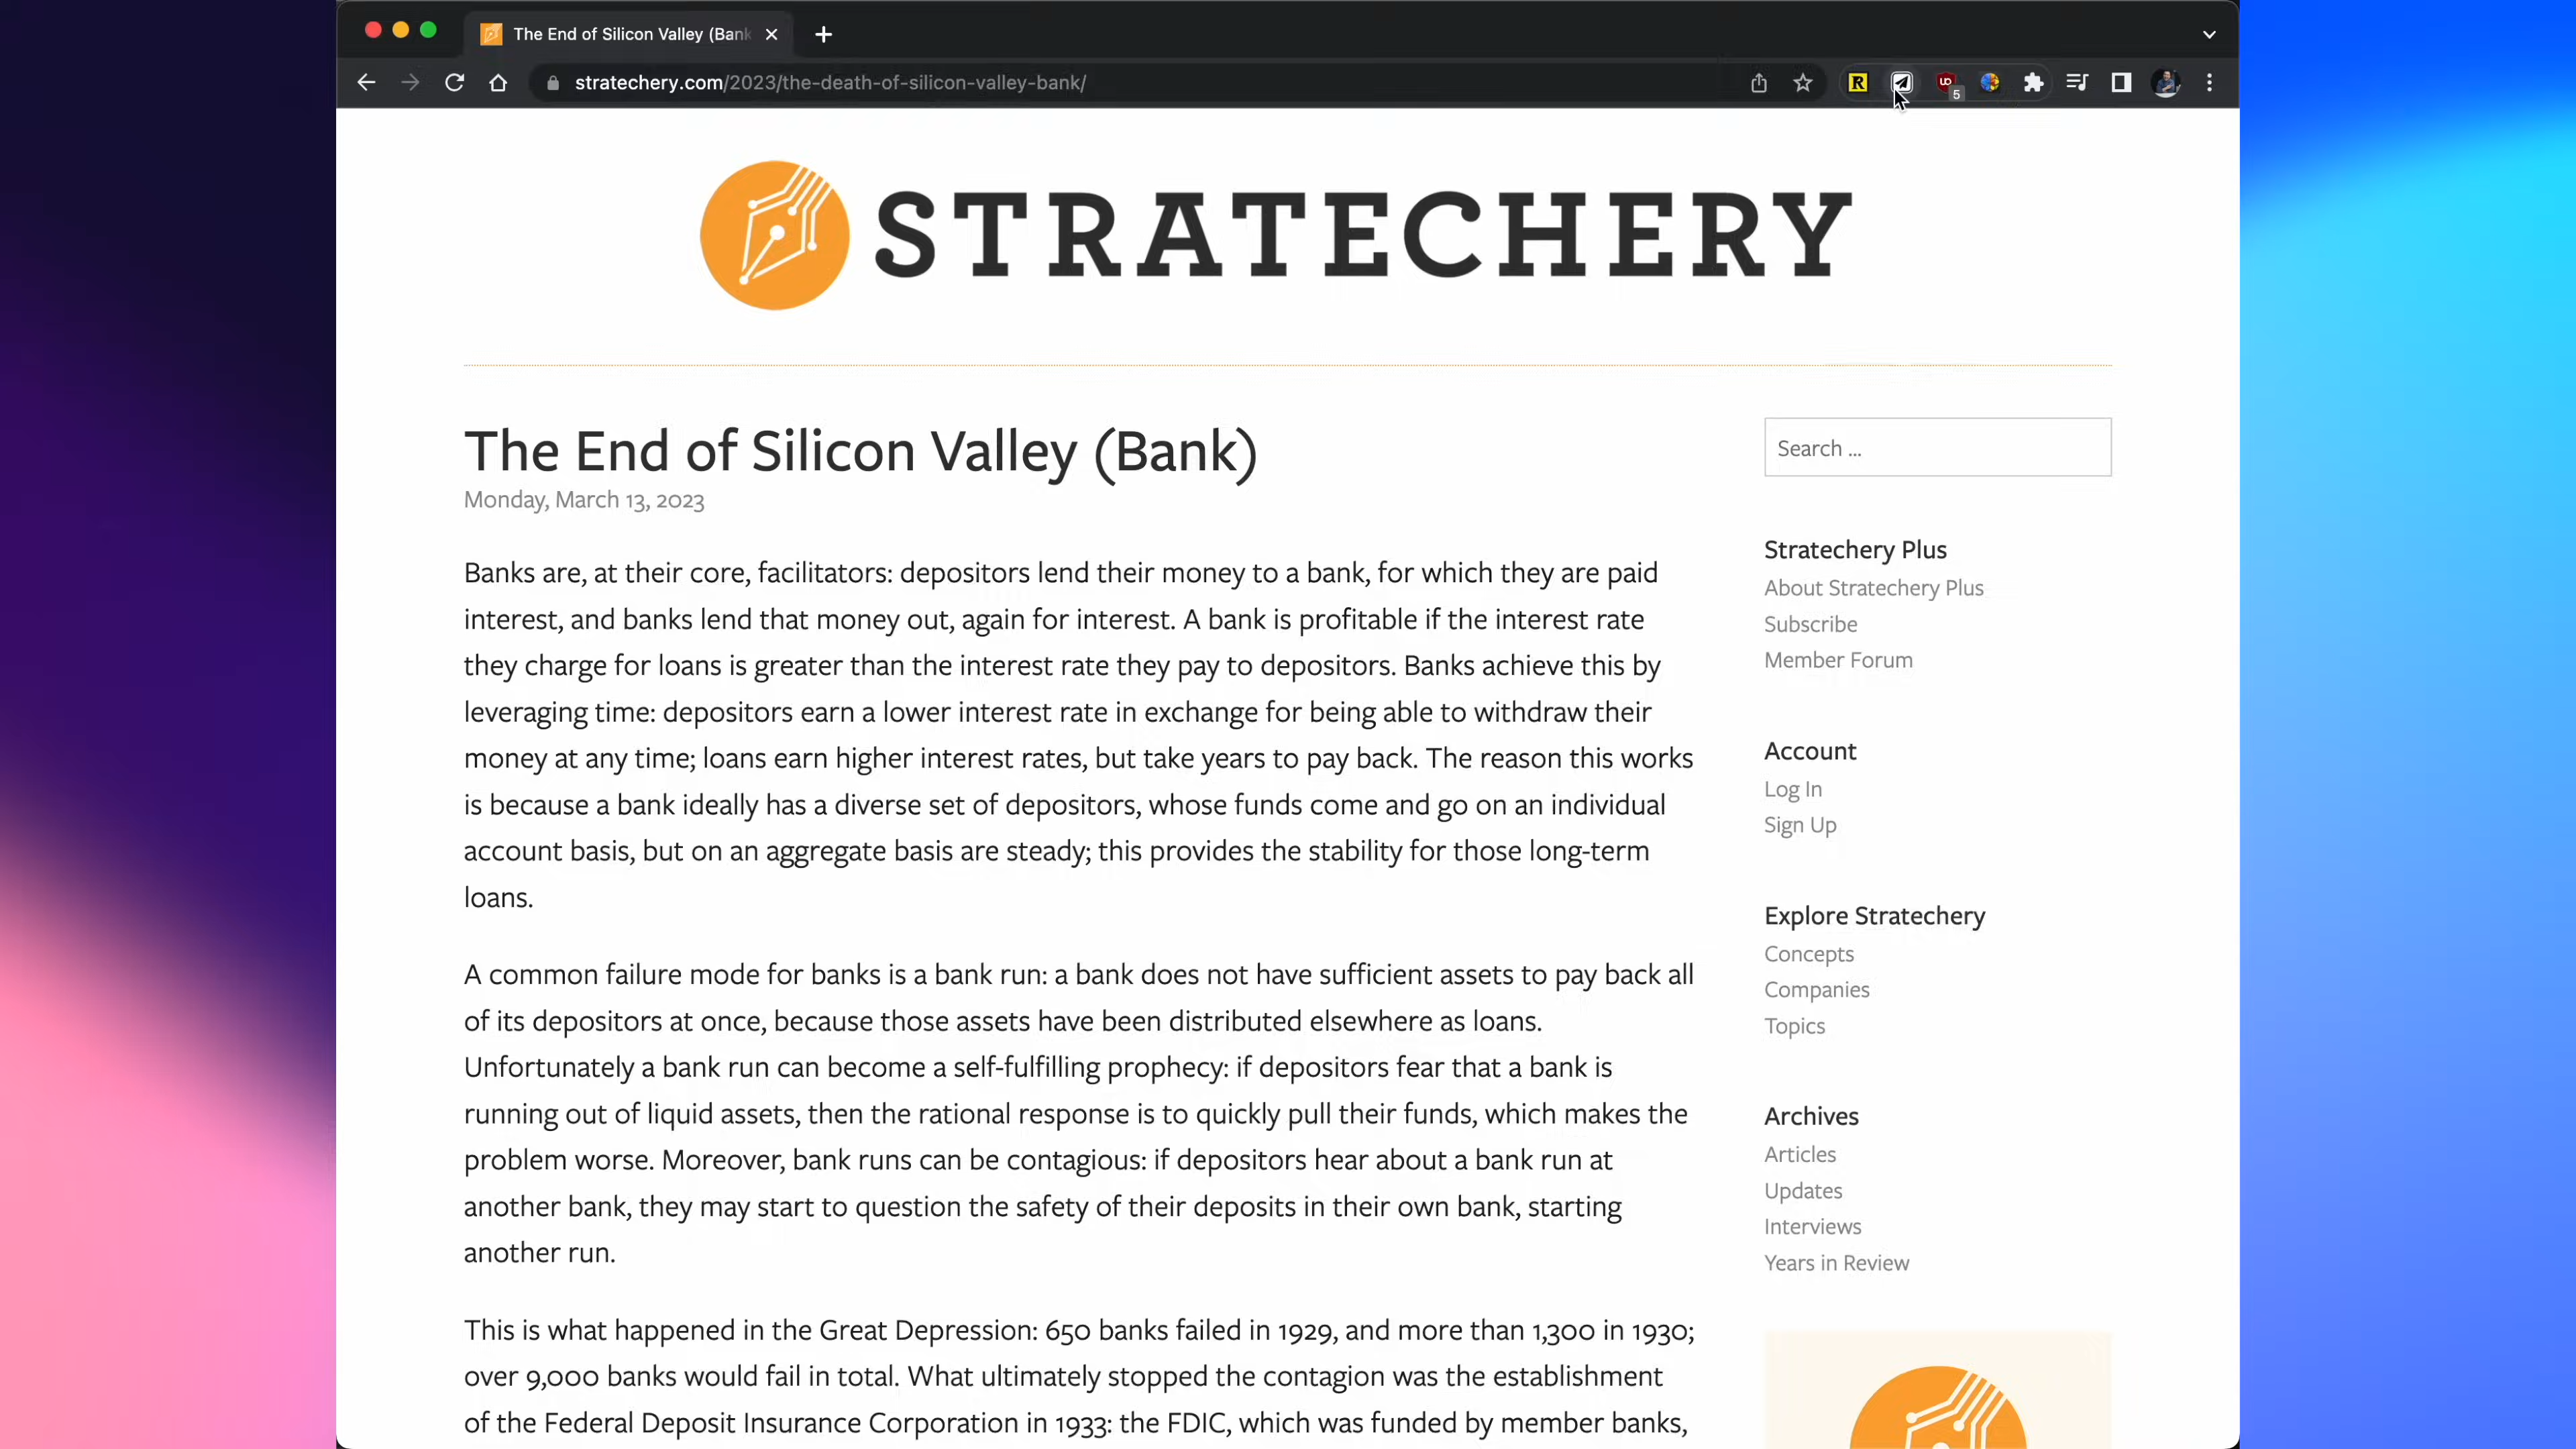 The End of Silicon Valley (Bank
stratechery.com/2023/the-death-of-silicon-valley-bank/
R
UO
5
STRATECHERY
The End of Silicon Valley (Bank)
Monday, March 13, 2023
Banks are, at their core, facilitators: depositors lend their money to a bank, for which they are paid
interest, and banks lend that money out, again for interest. A bank is profitable if the interest rate
they charge for loans is greater than the interest rate they pay to depositors. Banks achieve this by
leveraging time: depositors earn a lower interest rate in exchange for being able to withdraw their
money at any time; loans earn higher interest rates, but take years to pay back. The reason this works
is because a bank ideally has a diverse set of depositors, whose funds come and go on an individual
account basis, but on an aggregate basis are steady; this provides the stability for those long-term
loans.
A common failure mode for banks is a bank run: a bank does not have sufficient assets to pay back all
of its depositors at once, because those assets have been distributed elsewhere as loans.
Unfortunately a bank run can become a self-fulfilling prophecy: if depositors fear that a bank is
running out of liquid assets, then the rational response is to quickly pull their funds, which makes the
problem worse. Moreover, bank runs can be contagious: if depositors hear about a bank run at
another bank, they may start to question the safety of their deposits in their own bank, starting
another run.
This is what happened in the Great Depression: 650 banks failed in 1929, and more than 1,300 in 1930;
over 9,000 banks would fail in total. What ultimately stopped the contagion was the establishment
of the Federal Deposit Insurance Corporation in 1933: the FDIC, which was funded by member banks,
Search ...
Stratechery Plus
About Stratechery Plus
Subscribe
Member Forum
Account
Log In
Sign Up
Explore Stratechery
Concepts
Companies
Topics
Archives
Articles
Updates
Interviews
Years in Review